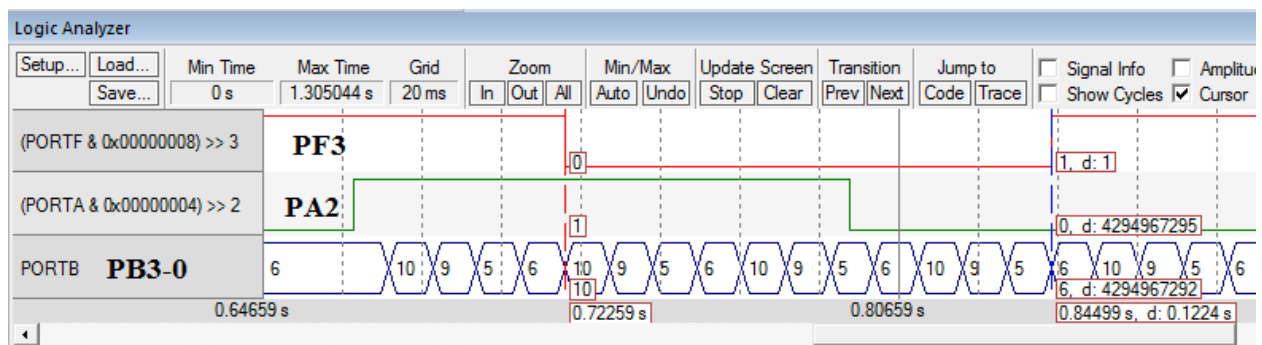 Logic Analyzer
Setup... Load... Min Time Max Time Grid Zoom Min/Max Update Screen Transition Jump to Signal Info Amplitu
Save... 0 s 1.305044 s 20 ms In Out All Auto Undo Stop Clear Prev Next Code Trace Show Cycles Cursor
(PORTF & 0x00000008) >> 3 PF3
0 1, d: 1
(PORTA & 0x00000004) >> 2 PA2
1 0, d: 4294967295
PORTB PB3-0 6 10 9 5 6 10 9 5 6 10 9 5 6 10 9 5 6 10 9 5 6
10 6, d: 4294967292
0.64659 s 0.72259 s 0.80659 s 0.84499 s, d: 0.1224 s